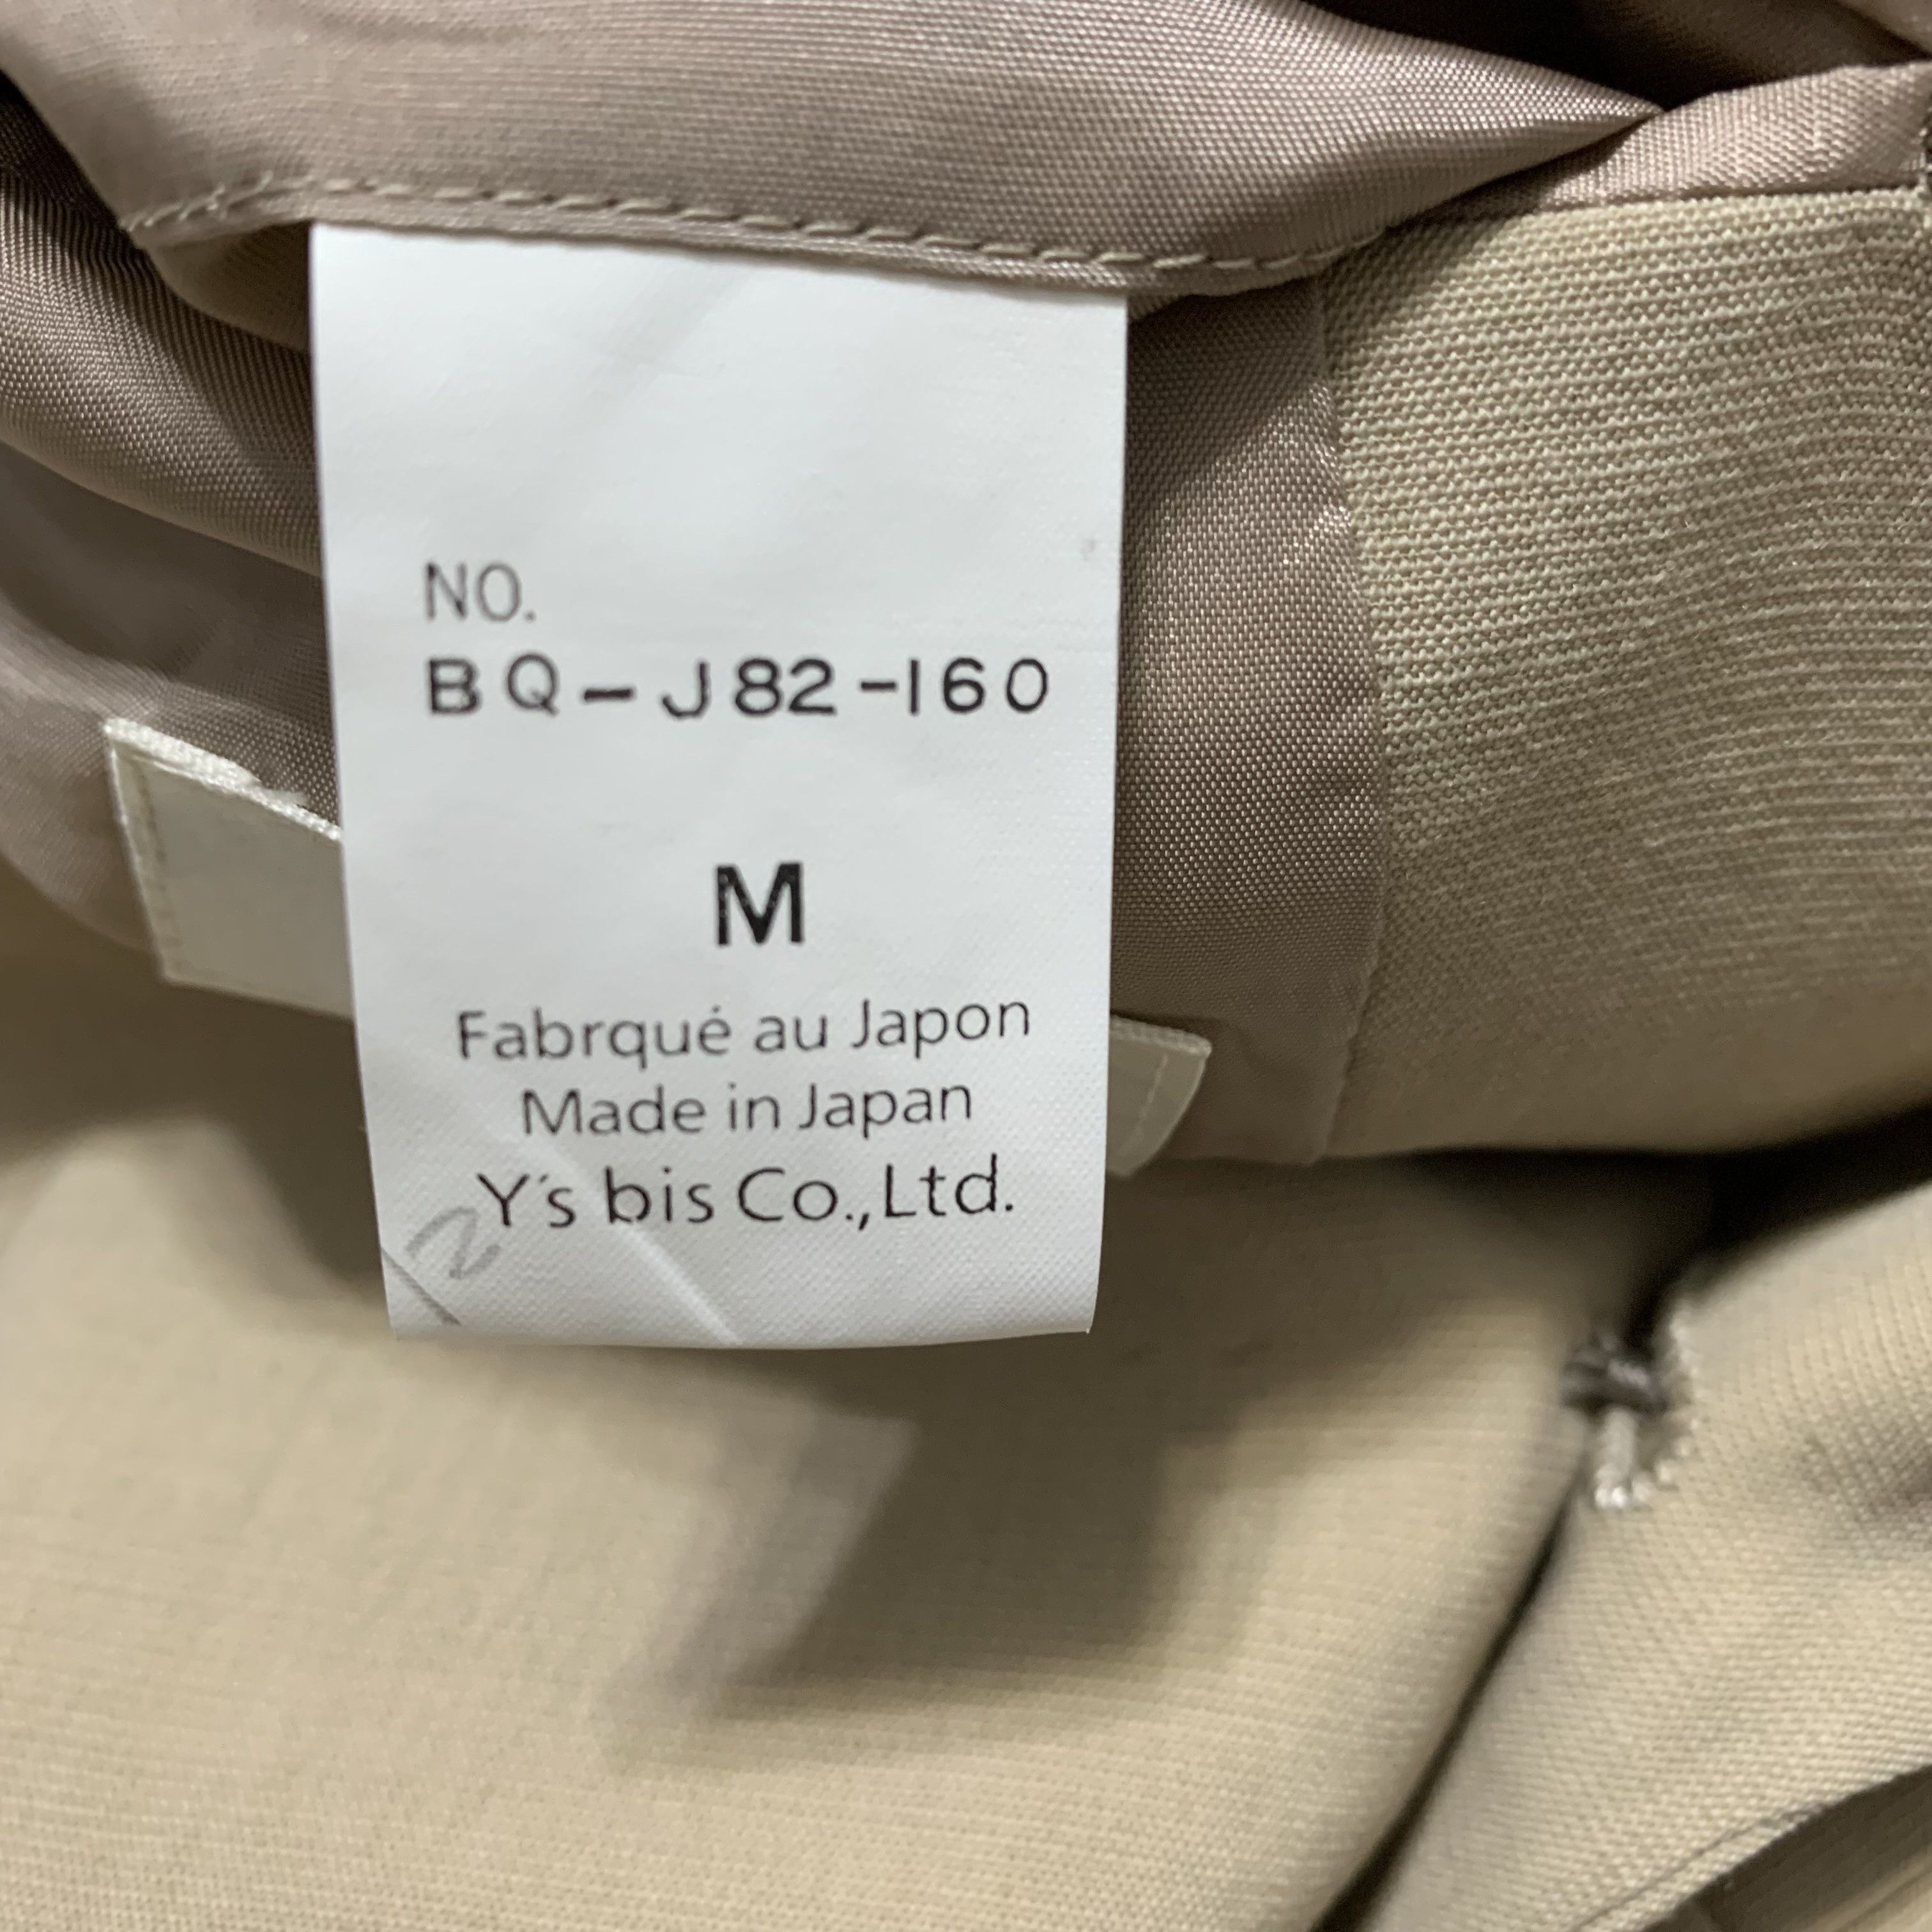 NO.
BQ-J82-160
M
Fabrqué au Japon
Made in Japan
Y's bis Co.,Ltd.